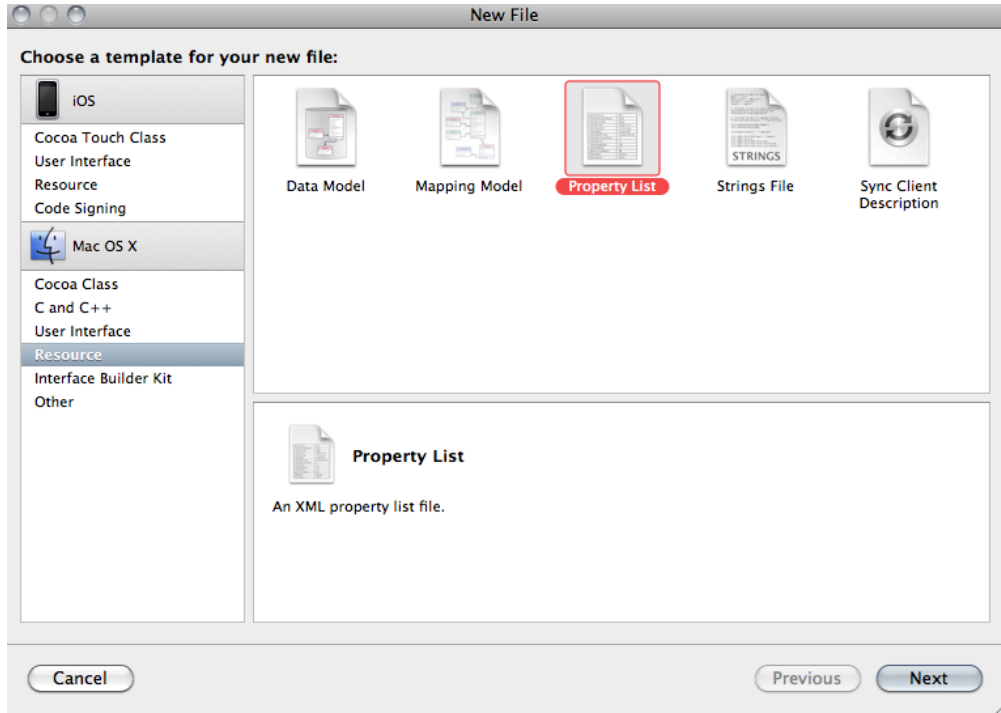 New File
Choose a template for your new file:
iOS
Cocoa Touch Class
User Interface
Resource
Code Signing
Mac OS X
Cocoa Class
C and C++
User Interface
Resource
Interface Builder Kit
Other
Data Model
Mapping Model
Property List
STRINGS
Strings File
Sync Client
Description
Property List
An XML property list file.
Cancel
Previous
Next